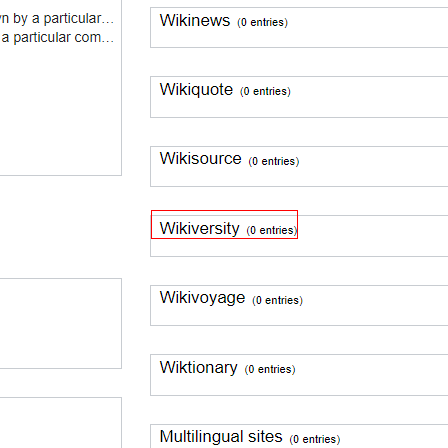 n by a particular...
a particular com...
Wikinews (0 entries)
Wikiquote (0 entries)
Wikisource (0 entries)
Wikiversity (0 entries)
Wikivoyage (0 entries)
Wiktionary (0 entries)
Multilingual sites (0 entries)